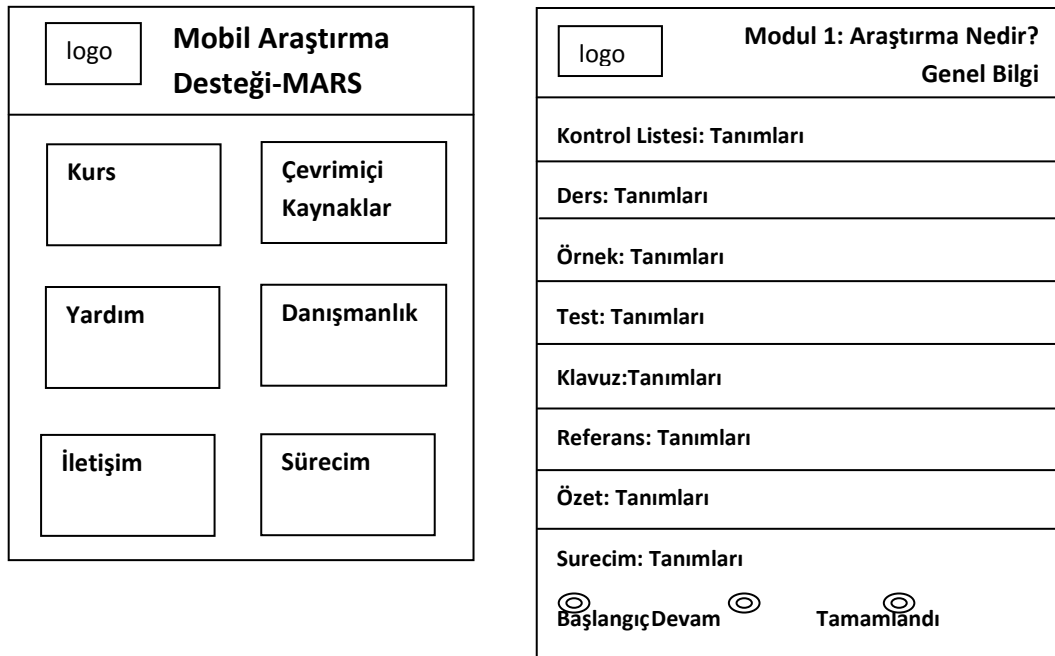 logo
Mobil Araştırma
Desteği-MARS
Kurs
Çevrimiçi
Kaynaklar
Yardım
Danışmanlık
İletişim
Sürecim
logo
Modul 1: Araştırma Nedir?
Genel Bilgi
Kontrol Listesi: Tanımları
Ders: Tanımları
Örnek: Tanımları
Test: Tanımları
Klavuz:Tanımları
Referans: Tanımları
Özet: Tanımları
Surecim: Tanımları
Başlangıç Devam Tamamlandı